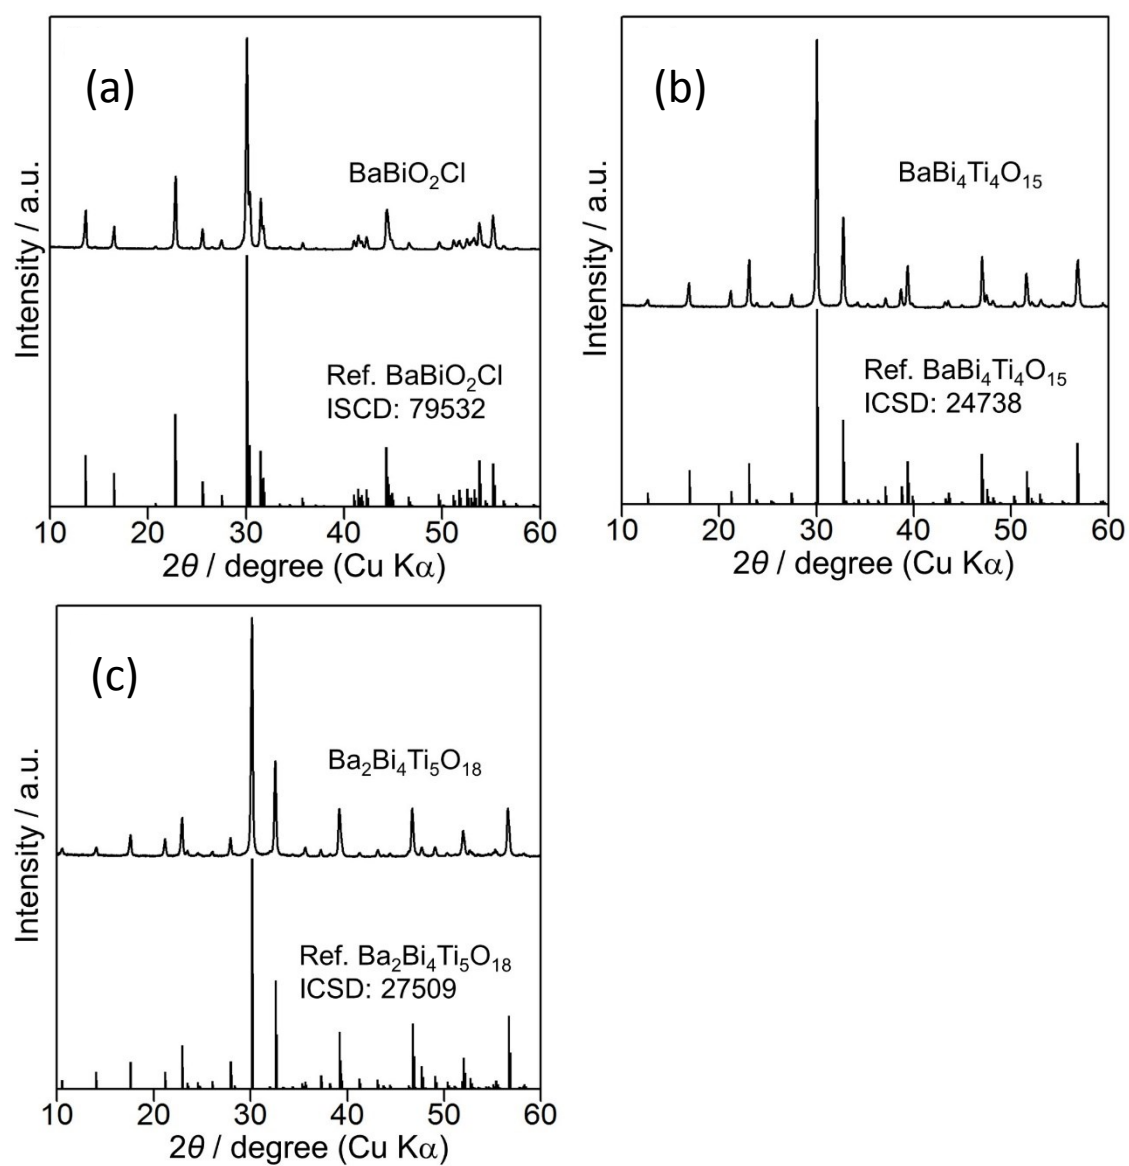 (a)
BaBiO₂Cl
Ref. BaBiO₂Cl
ISCD: 79532
Intensity / a.u.
10 20 30 40 50 60
2θ / degree (Cu Kα)
(b)
BaBi₄Ti₄O₁₅
Ref. BaBi₄Ti₄O₁₅
ICSD: 24738
Intensity / a.u.
10 20 30 40 50 60
2θ / degree (Cu Kα)
(c)
Ba₂Bi₄Ti₅O₁₈
Ref. Ba₂Bi₄Ti₅O₁₈
ICSD: 27509
Intensity / a.u.
10 20 30 40 50 60
2θ / degree (Cu Kα)